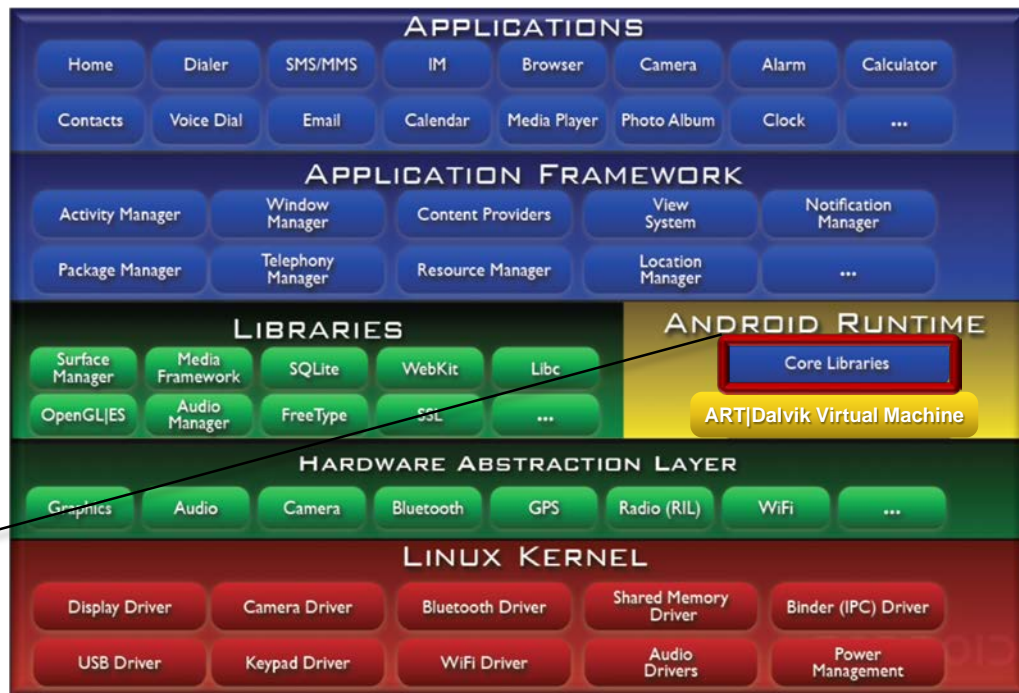 APPLICATIONS
Home Dialer SMS/MMS IM Browser Camera Alarm Calculator
Contacts Voice Dial Email Calendar Media Player Photo Album Clock ...
APPLICATION FRAMEWORK
Activity Manager Window Manager Content Providers View System Notification Manager
Package Manager Telephony Manager Resource Manager Location Manager ...
LIBRARIES
Surface Manager Media Framework SQLite WebKit Libc
OpenGL|ES Audio Manager FreeType SSL ...
ANDROID RUNTIME
Core Libraries
ART|Dalvik Virtual Machine
HARDWARE ABSTRACTION LAYER
Graphics Audio Camera Bluetooth GPS Radio (RIL) WiFi ...
LINUX KERNEL
Display Driver Camera Driver Bluetooth Driver Shared Memory Driver Binder (IPC) Driver
USB Driver Keypad Driver WiFi Driver Audio Drivers Power Management